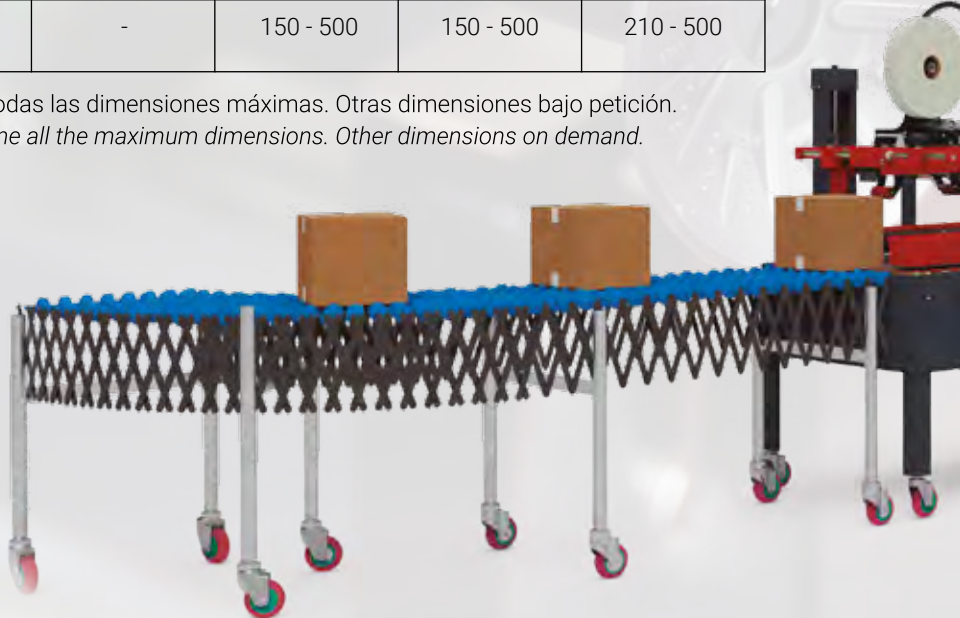 - 150 - 500 150 - 500 210 - 500
odas las dimensiones máximas. Otras dimensiones bajo petición.
ne all the maximum dimensions. Other dimensions on demand.